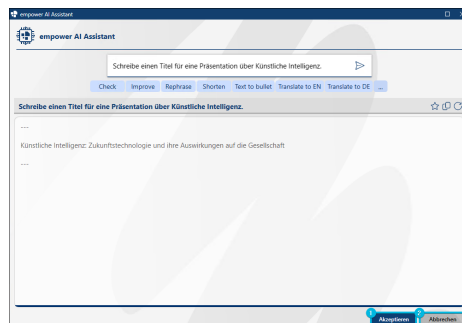 empower AI Assistant
empower AI Assistant
Schreibe einen Titel für eine Präsentation über Künstliche Intelligenz.
Check Improve Rephrase Shorten Text to bullet Translate to EN Translate to DE ...
Schreibe einen Titel für eine Präsentation über Künstliche Intelligenz.
---
Künstliche Intelligenz: Zukunftstechnologie und ihre Auswirkungen auf die Gesellschaft
---
1 2
Akzeptieren Abbrechen